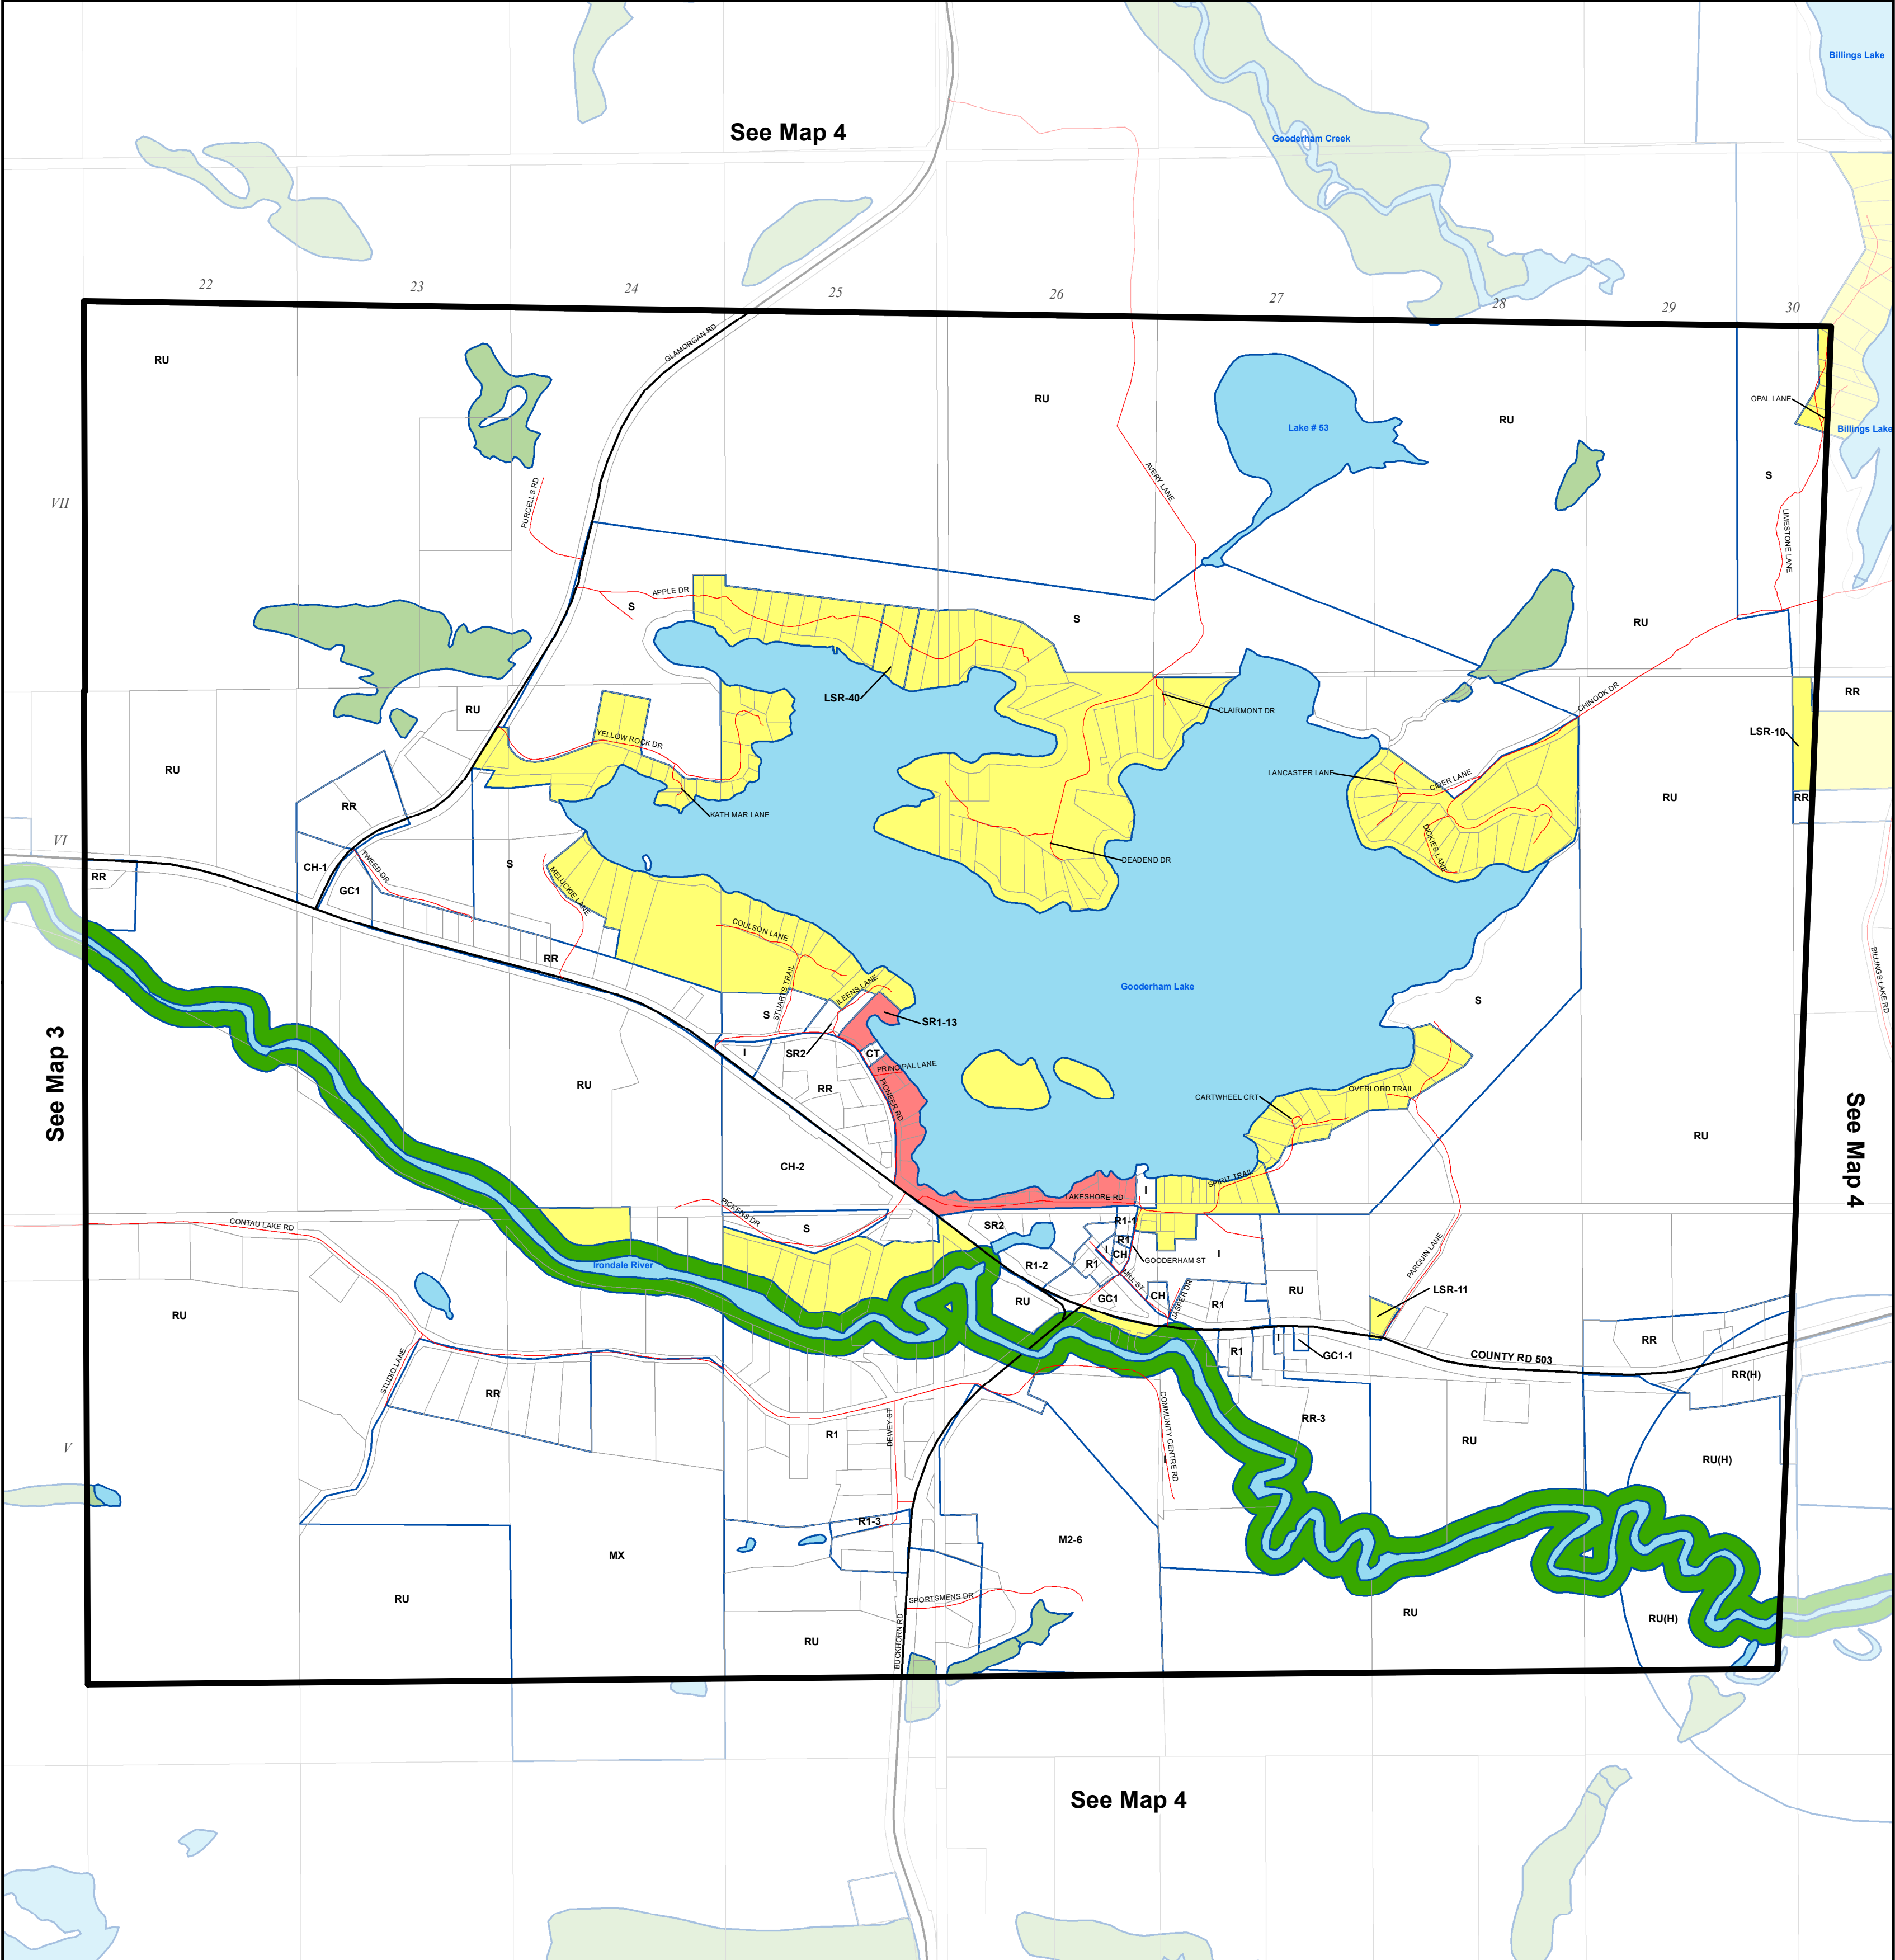 Billings Lake
See Map 4
Gooderham Creek
22
23
24
25
26
27
28
29
30
GLAMORGAN RD
RU
RU
RU
OPAL LANE
Lake # 53
Billings Lake
AVERY LANE
S
VII
PURCELLS RD
LIMESTONE LANE
APPLE DR
S
S
RU
LSR-40
CLAIRMONT DR
CHINOOK DR
RR
RU
YELLOW ROCK DR
LSR-10
RU
LANCASTER LANE
CIDER LANE
RU
RR
RR
KATH MAR LANE
VI
DICKIES LANE
DEADEND DR
CH-1
TWEED DR
S
RR
GC1
MELUCKIE LANE
COULSON LANE
RR
BILLINGS LAKE RD
STUARTS TRAIL
ILEENS LANE
Gooderham Lake
S
S
SR1-13
See Map 3
I
SR2
CT
PRINCIPAL LANE
RU
RR
PIONEER RD
OVERLORD TRAIL
CARTWHEEL CRT
See Map 4
RU
CH-2
SPIRIT TRAIL
I
LAKESHORE RD
PICKENS DR
CONTAU LAKE RD
S
SR2
R1-1
R1
I
CH
I
GOODERHAM ST
Irondale River
R1-2
R1
MILL ST
PARQUIN LANE
RU
RU
GC1
CH
JASPER DR
R1
RU
LSR-11
I
R1
GC1-1
COUNTY RD 503
RR
RR(H)
STUDIO LANE
RR
COMMUNITY CENTRE RD
DEWEY ST
R1
RR-3
RU
V
I
RU(H)
R1-3
M2-6
MX
RU
SPORTSMENS DR
RU
RU(H)
RU
BUCKHORN RD
See Map 4